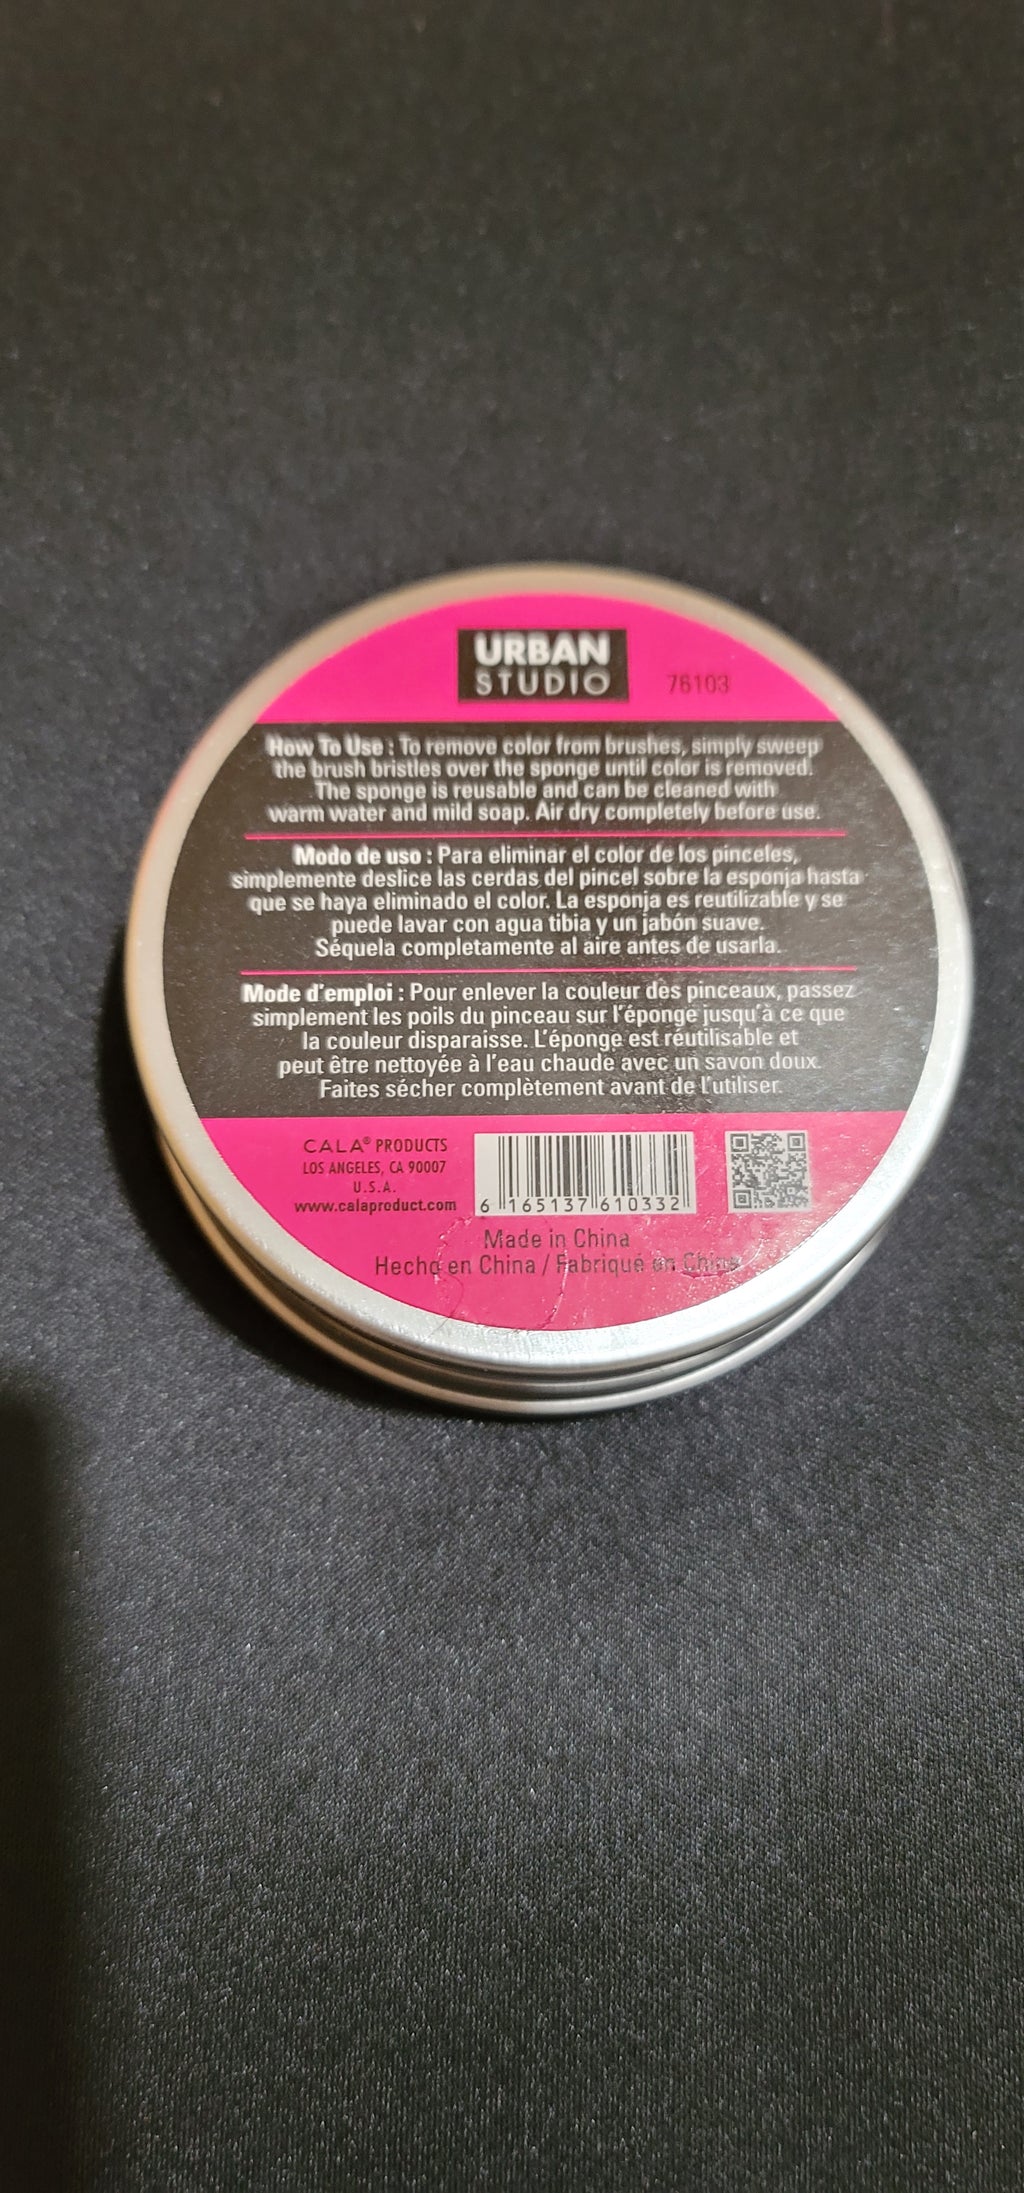 URBAN
STUDIO
76103
How To Use : To remove color from brushes, simply sweep
the brush bristles over the sponge until color is removed.
The sponge is reusable and can be cleaned with
warm water and mild soap. Air dry completely before use.
Modo de uso : Para eliminar el color de los pinceles,
simplemente deslice las cerdas del pincel sobre la esponja hasta
que se haya eliminado el color. La esponja es reutilizable y se
puede lavar con agua tibia y un jabón suave.
Séquela completamente al aire antes de usarla.
Mode d'emploi : Pour enlever la couleur des pinceaux, passez
simplement les poils du pinceau sur l'éponge jusqu'à ce que
la couleur disparaisse. L'éponge est réutilisable et
peut être nettoyée à l'eau chaude avec un savon doux.
Faites sécher complètement avant de l'utiliser.
CALA® PRODUCTS
LOS ANGELES, CA 90007
U.S.A.
www.calaproduct.com
6 165137 610332
Made in China
Hecho en China / Fabriqué en Chine